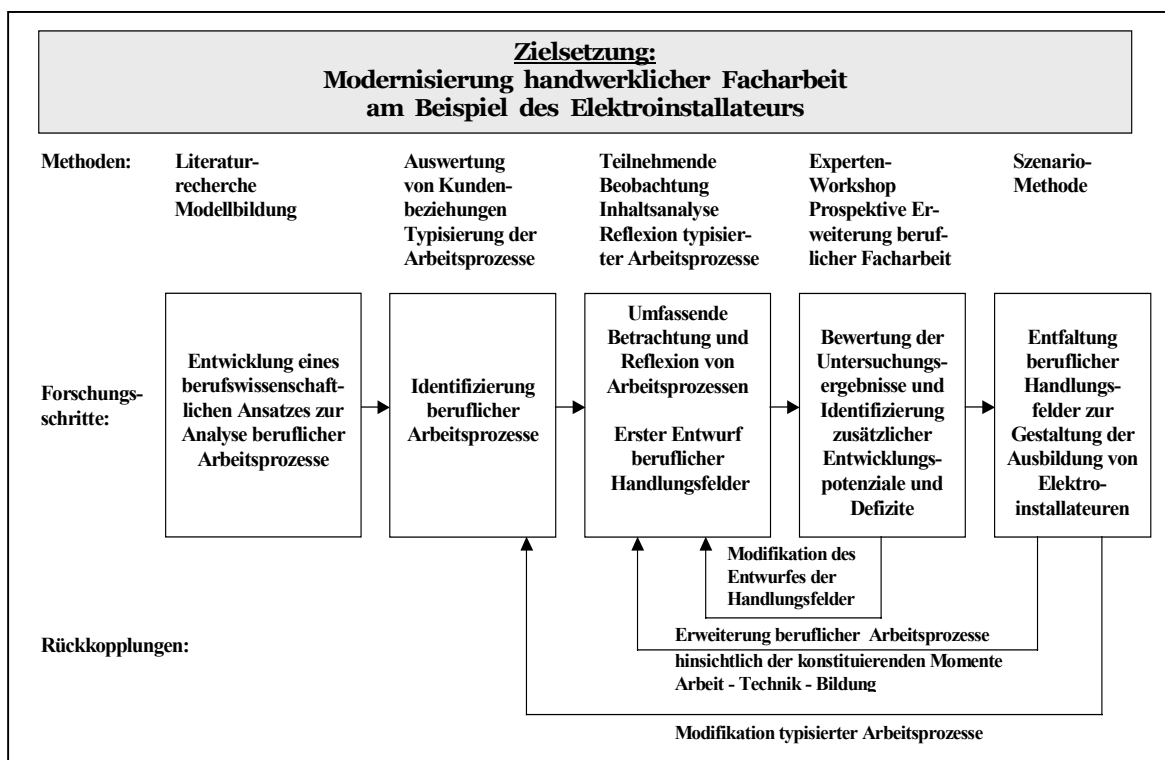 Zielsetzung:
Modernisierung handwerklicher Facharbeit
am Beispiel des Elektroinstallateurs
Methoden:
Literatur-
recherche
Modellbildung
Auswertung
von Kunden-
beziehungen
Typisierung der
Arbeitsprozesse
Teilnehmende
Beobachtung
Inhaltsanalyse
Reflexion typisier-
ter Arbeitsprozesse
Experten-
Workshop
Prospektive Er-
weiterung beruf-
licher Facharbeit
Szenario-
Methode
Forschungs-
schritte:
Entwicklung eines
berufswissenschaft-
lichen Ansatzes zur
Analyse beruflicher
Arbeitsprozesse
Identifizierung
beruflicher
Arbeitsprozesse
Umfassende
Betrachtung und
Reflexion von
Arbeitsprozessen
Erster Entwurf
beruflicher
Handlungsfelder
Bewertung der
Untersuchungs-
ergebnisse und
Identifizierung
zusätzlicher
Entwicklungs-
potenziale und
Defizite
Entfaltung
beruflicher
Handlungs-
felder zur
Gestaltung der
Ausbildung von
Elektro-
installateuren
Rückkopplungen:
Modifikation des
Entwurfes der
Handlungsfelder
Erweiterung beruflicher Arbeitsprozesse
hinsichtlich der konstituierenden Momente
Arbeit - Technik - Bildung
Modifikation typisierter Arbeitsprozesse